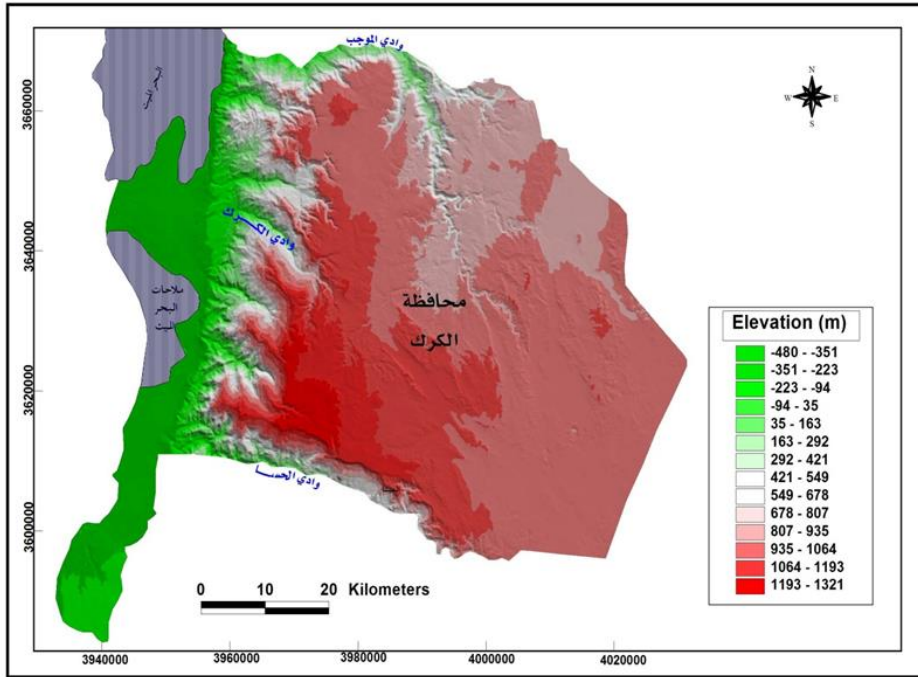 وادي الموجب
البحر الميت
N
W E
S
3660000
3640000
3620000
3600000
وادي الكرك
ملاحات
البحر
الميت
محافظة
الكرك
وادي الحسا
Elevation (m)
-480 - -351
-351 - -223
-223 - -94
-94 - 35
35 - 163
163 - 292
292 - 421
421 - 549
549 - 678
678 - 807
807 - 935
935 - 1064
1064 - 1193
1193 - 1321
0 10 20 Kilometers
3940000 3960000 3980000 4000000 4020000